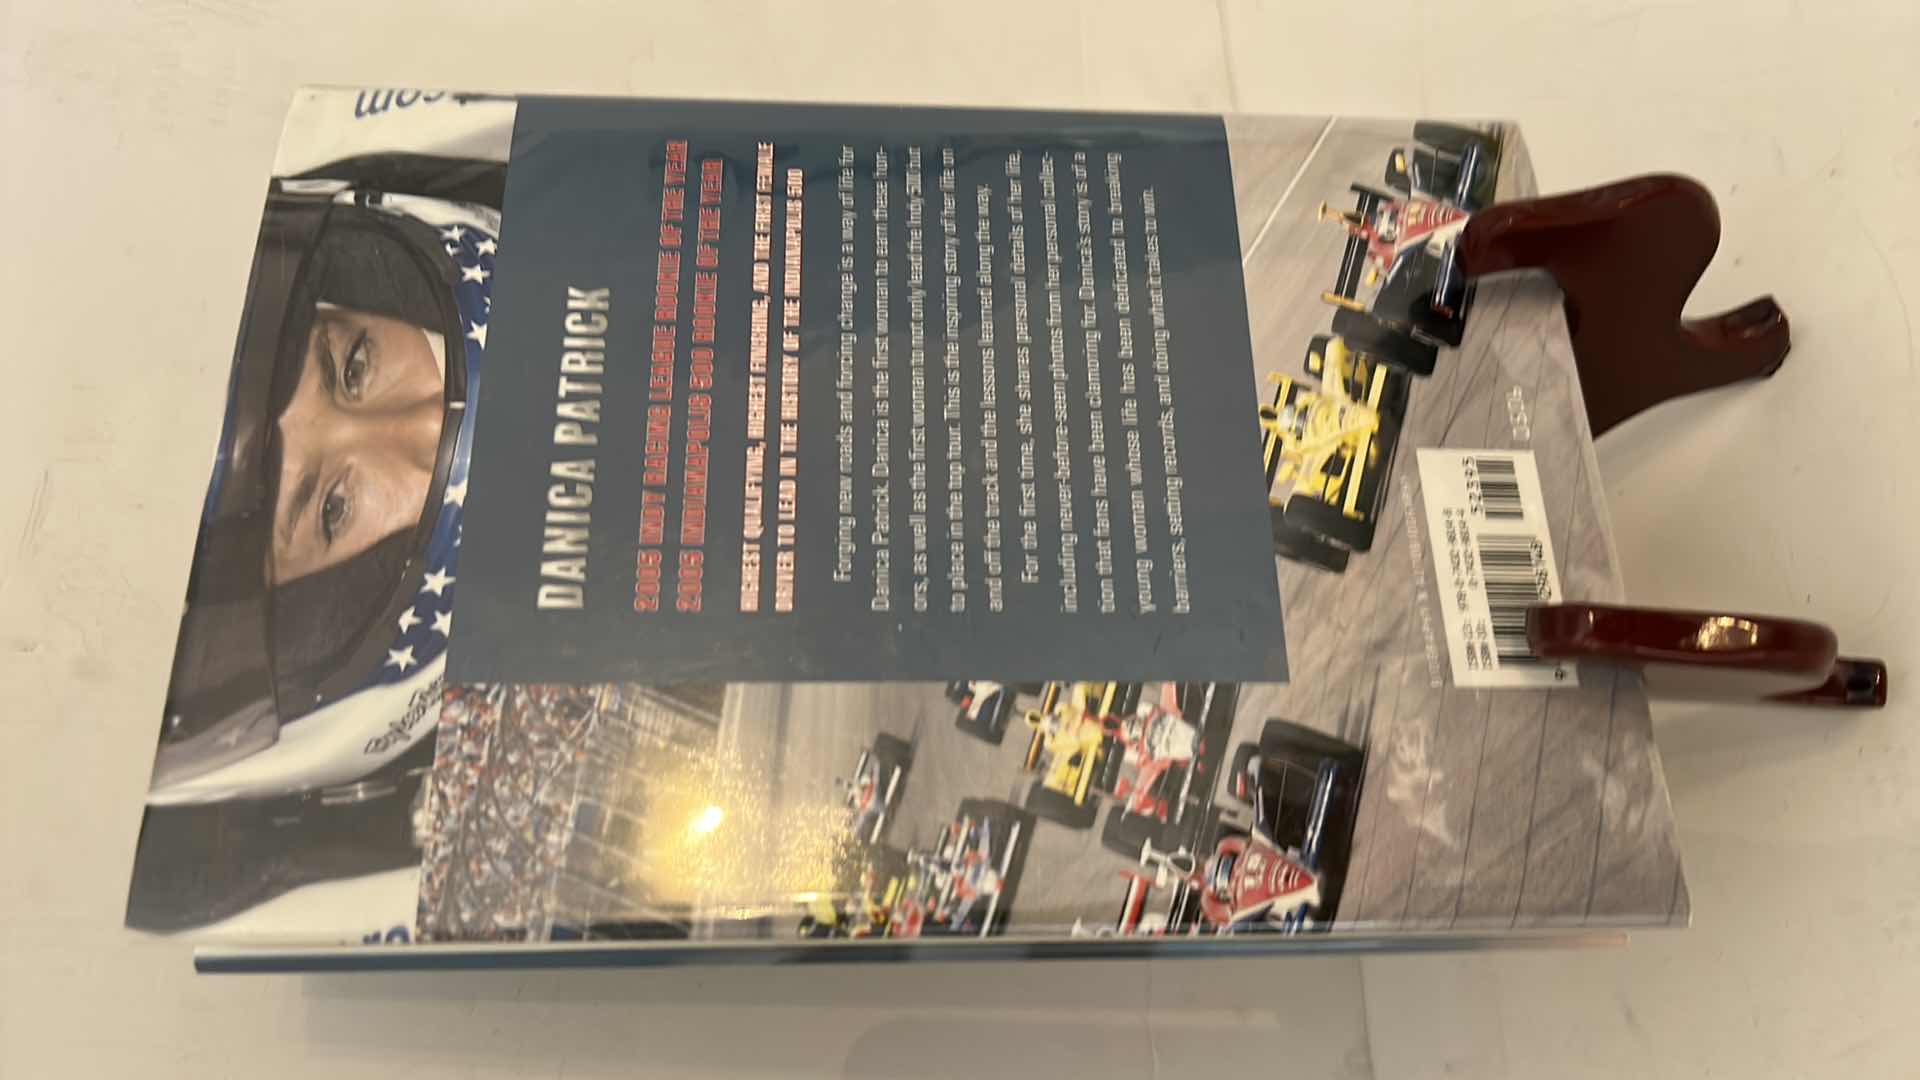 DANICA PATRICK
2005 INDY RACING LEAGUE ROOKIE OF THE YEAR
2005 INDIANAPOLIS 500 ROOKIE OF THE YEAR
HIGHEST QUALIFYING, HIGHEST FINISHING, AND THE FIRST FEMALE
DRIVER TO LEAD IN THE HISTORY OF THE INDIANAPOLIS 500
Forging new roads and forcing change is a way of life for
Danica Patrick. Danica is the first woman to earn these hon-
ors, as well as the first woman to not only lead the Indy 500 but
to place in the top four. This is the inspiring story of her life on
and off the track and the lessons learned along the way.
For the first time, she shares personal details of her life,
including never-before-seen photos from her personal collec-
tion that fans have been clamoring for. Danica's story is of a
young woman whose life has been dedicated to breaking
barriers, setting records, and doing what it takes to win.
52395